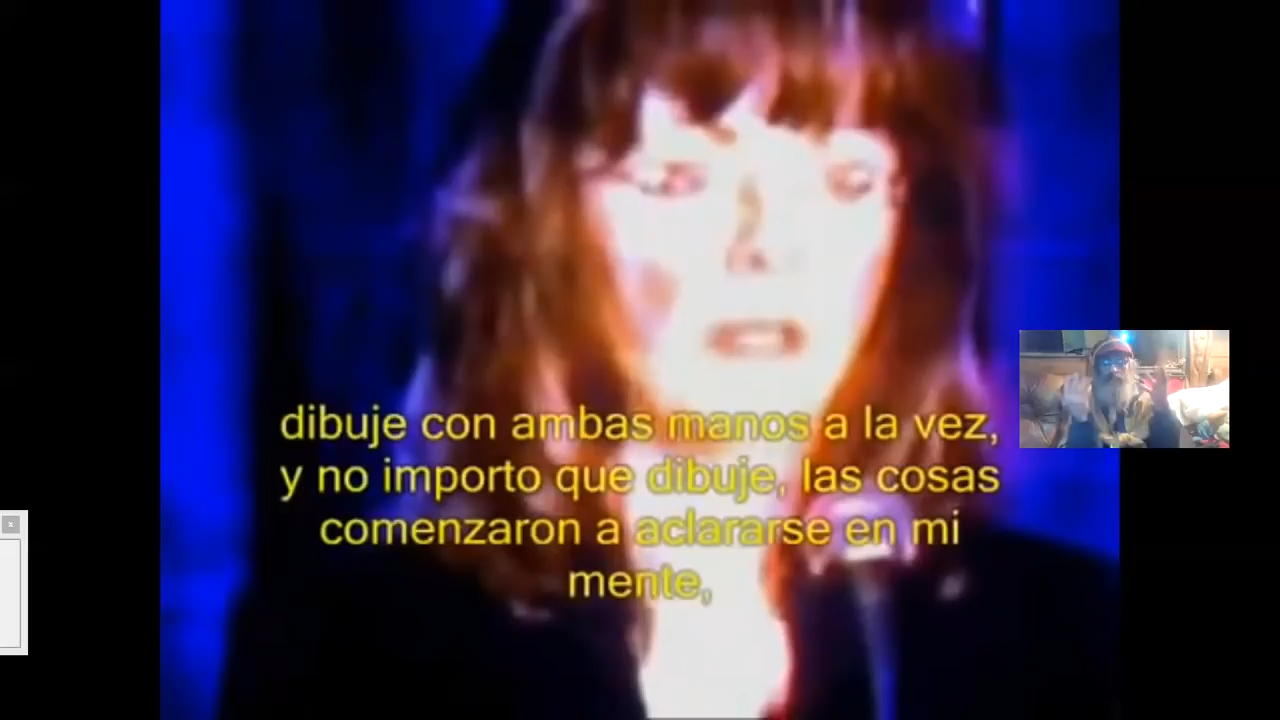 dibuje con ambas manos a la vez,
y no importo que dibuje, las cosas
comenzaron a aclararse en mi
mente,
x